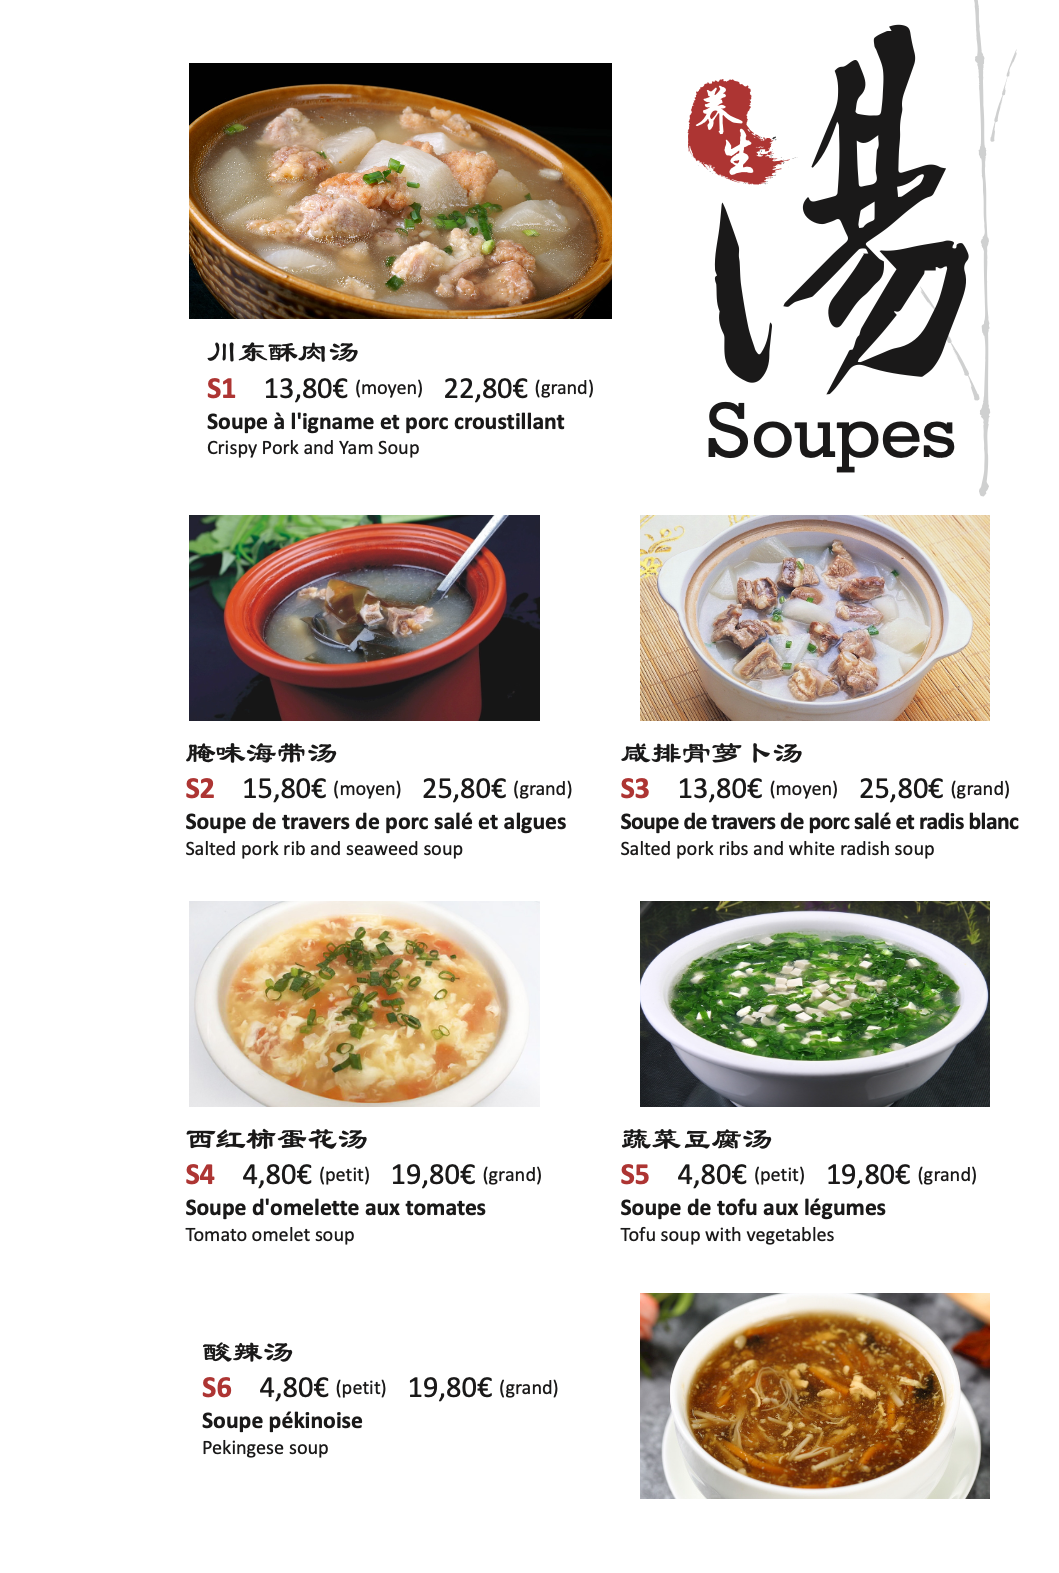 养生
湯
Soupes
川东酥肉汤
S1 13,80€ (moyen) 22,80€ (grand)
Soupe à l'igname et porc croustillant
Crispy Pork and Yam Soup
腌味海带汤
S2 15,80€ (moyen) 25,80€ (grand)
Soupe de travers de porc salé et algues
Salted pork rib and seaweed soup
咸排骨萝卜汤
S3 13,80€ (moyen) 25,80€ (grand)
Soupe de travers de porc salé et radis blanc
Salted pork ribs and white radish soup
西红柿蛋花汤
S4 4,80€ (petit) 19,80€ (grand)
Soupe d'omelette aux tomates
Tomato omelet soup
蔬菜豆腐汤
S5 4,80€ (petit) 19,80€ (grand)
Soupe de tofu aux légumes
Tofu soup with vegetables
酸辣汤
S6 4,80€ (petit) 19,80€ (grand)
Soupe pékinoise
Pekingese soup